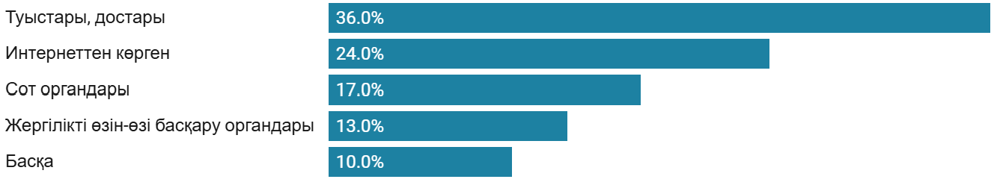 Туыстары, достары 36.0%
Интернеттен көрген 24.0%
Сот органдары 17.0%
Жергілікті өзін-өзі басқару органдары 13.0%
Басқа 10.0%